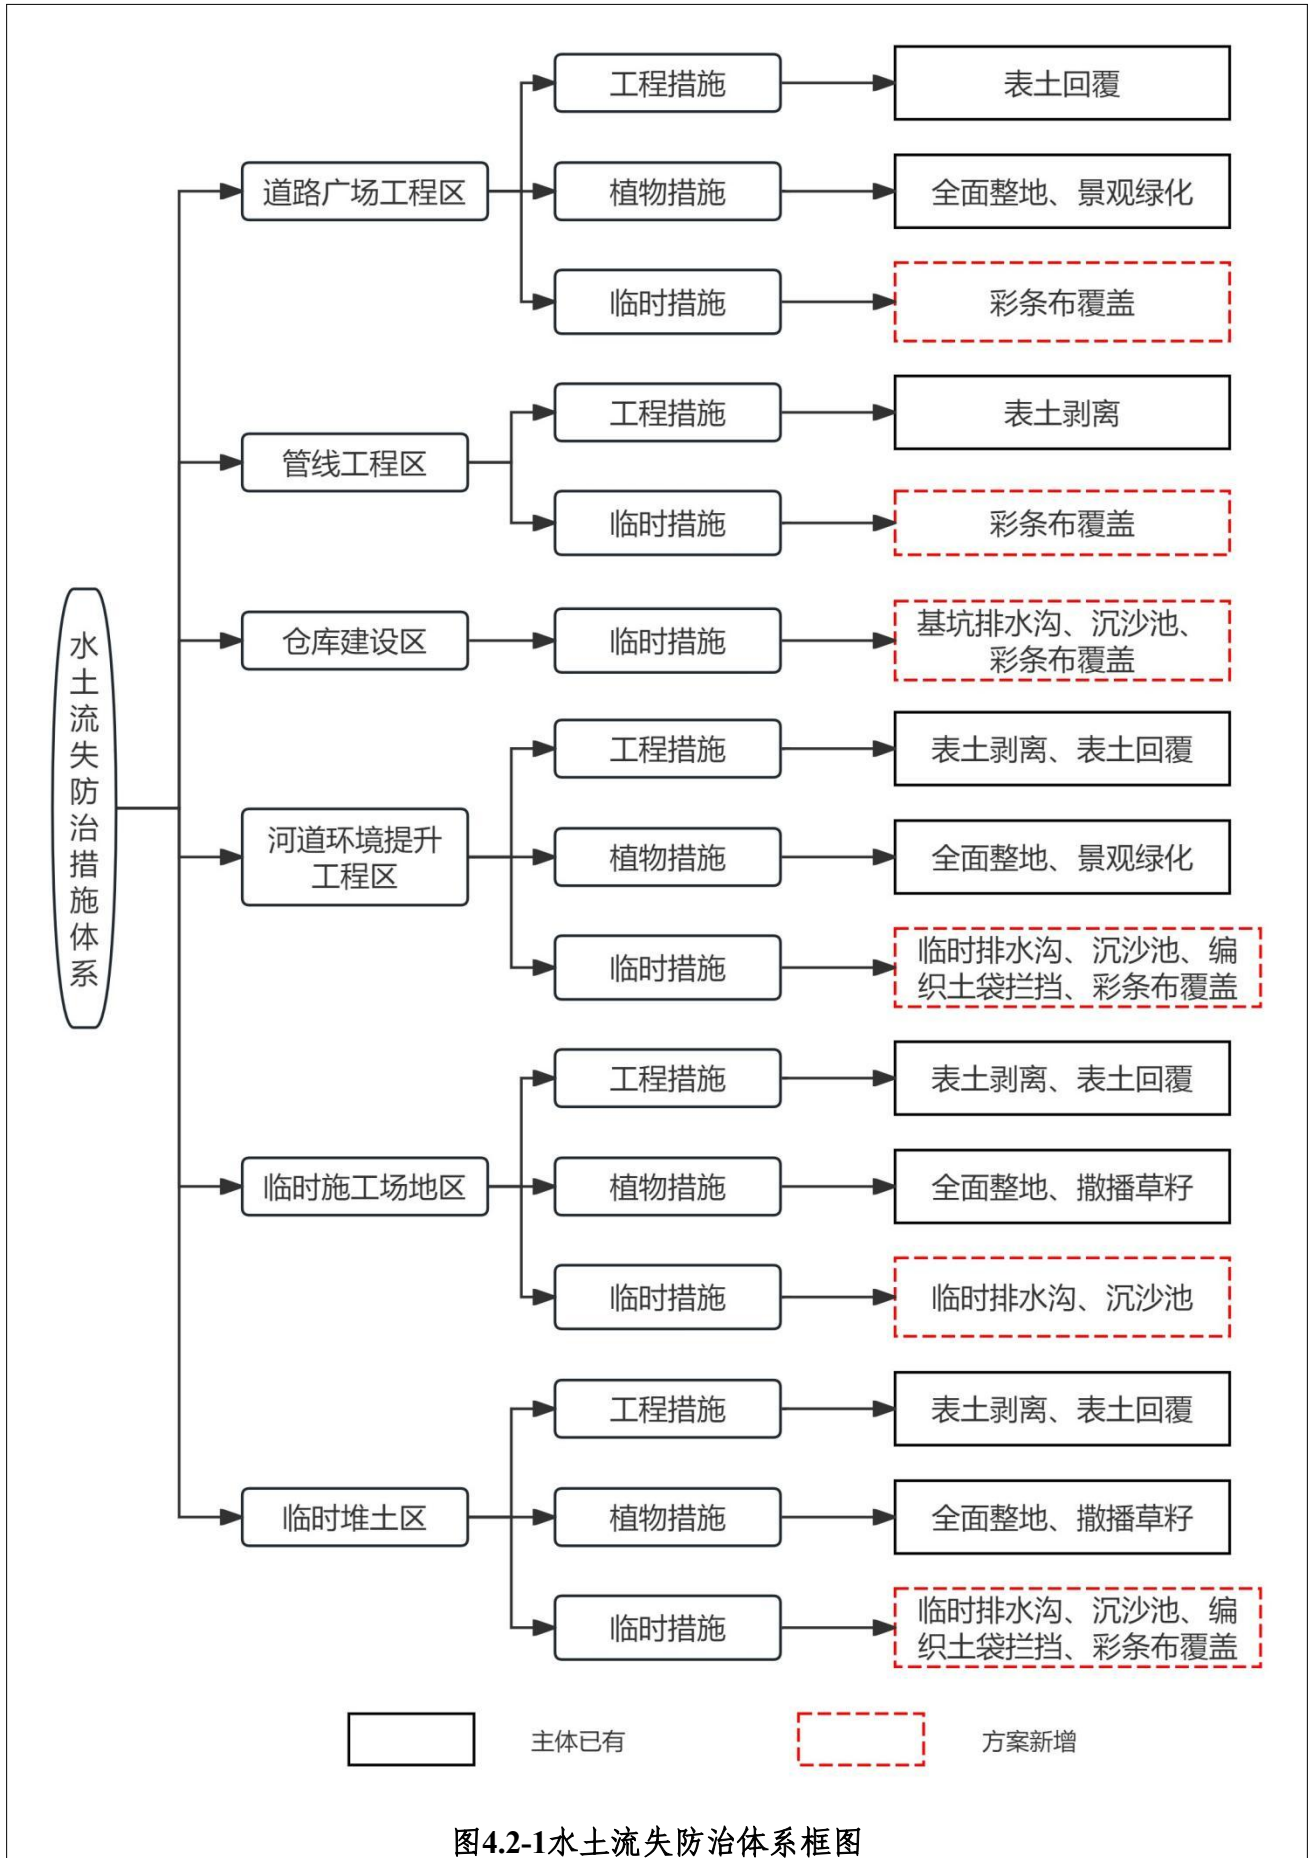 水土流失防治措施体系
道路广场工程区
工程措施
表土回覆
植物措施
全面整地、景观绿化
临时措施
彩条布覆盖
管线工程区
工程措施
表土剥离
临时措施
彩条布覆盖
仓库建设区
临时措施
基坑排水沟、沉沙池、
彩条布覆盖
河道环境提升
工程区
工程措施
表土剥离、表土回覆
植物措施
全面整地、景观绿化
临时措施
临时排水沟、沉沙池、编
织土袋拦挡、彩条布覆盖
临时施工场地区
工程措施
表土剥离、表土回覆
植物措施
全面整地、撒播草籽
临时措施
临时排水沟、沉沙池
临时堆土区
工程措施
表土剥离、表土回覆
植物措施
全面整地、撒播草籽
临时措施
临时排水沟、沉沙池、编
织土袋拦挡、彩条布覆盖
主体已有
方案新增
图4.2-1水土流失防治体系框图